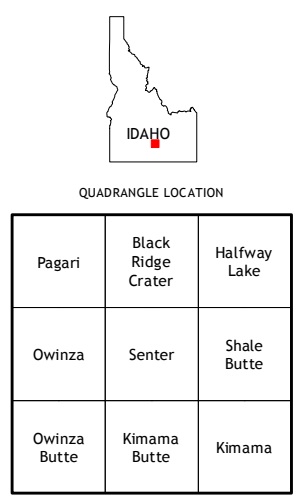 IDAHO
QUADRANGLE LOCATION
Pagari
Black
Ridge
Crater
Halfway
Lake
Owinza
Senter
Shale
Butte
Owinza
Butte
Kimama
Butte
Kimama